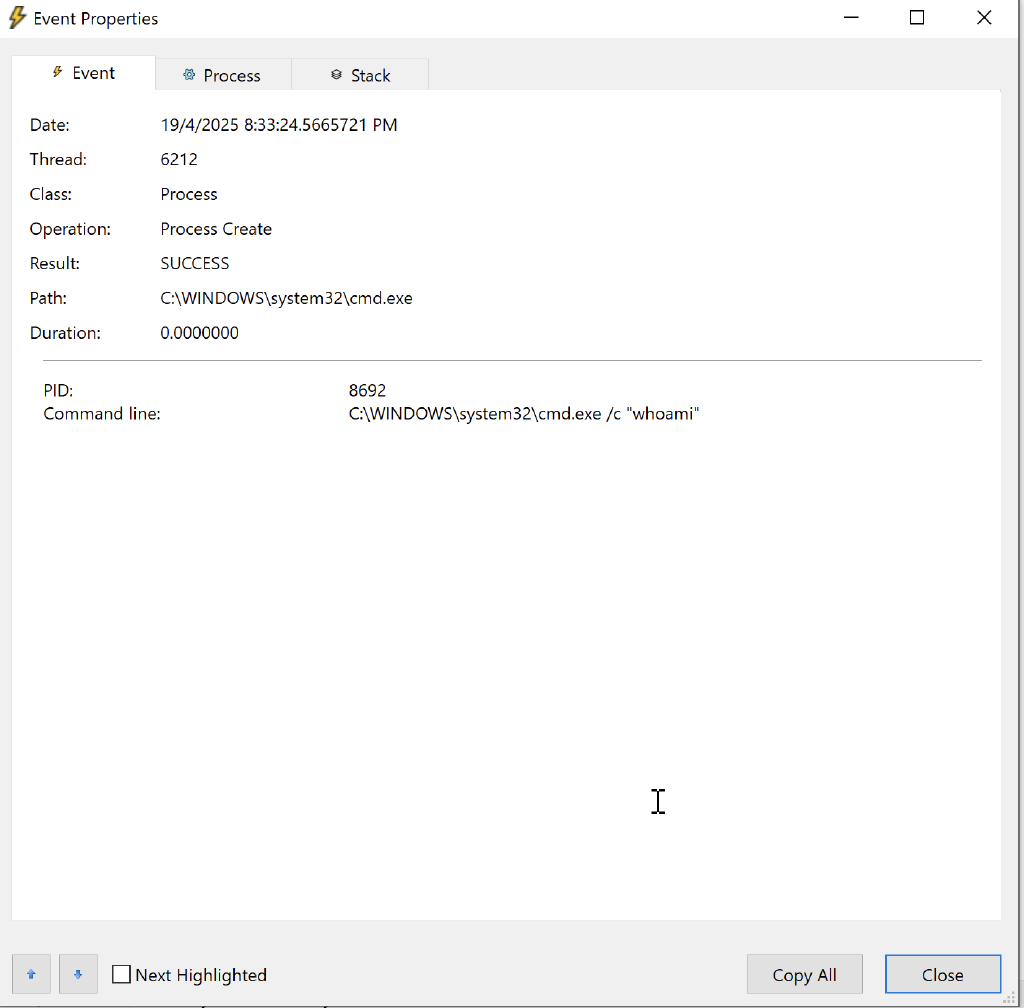 Event Properties
Event Process Stack
Date: 19/4/2025 8:33:24.5665721 PM
Thread: 6212
Class: Process
Operation: Process Create
Result: SUCCESS
Path: C:\WINDOWS\system32\cmd.exe
Duration: 0.0000000
PID: 8692
Command line: C:\WINDOWS\system32\cmd.exe /c "whoami"
Next Highlighted Copy All Close